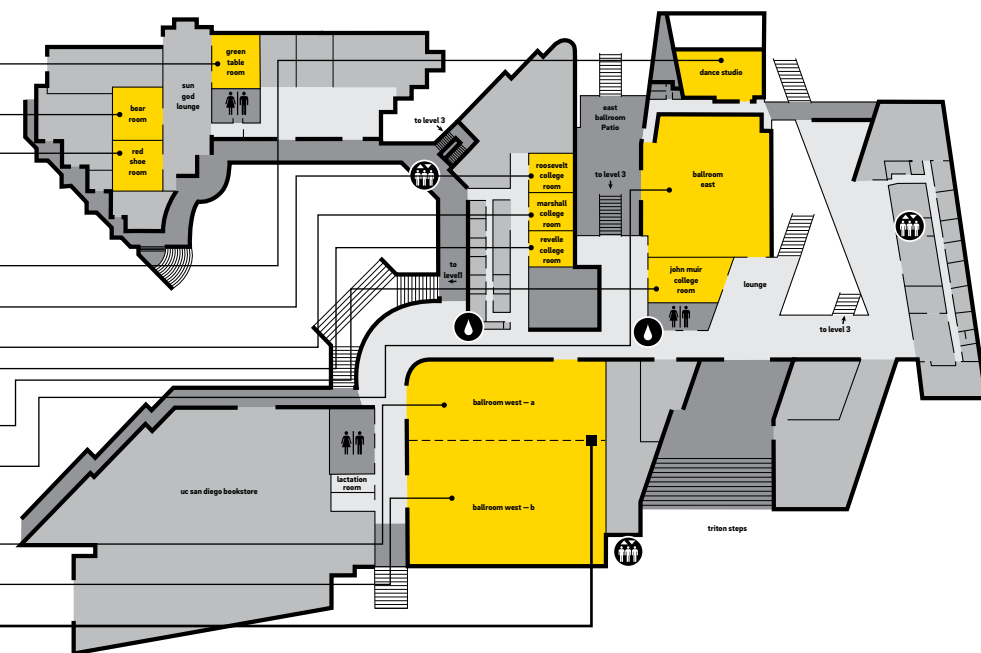 green
table
room
dance studio
sun
god
lounge
bear
room
east
ballroom
Patio
to level 3
red
shoe
room
roosevelt
college
room
to level 3
ballroom
east
marshall
college
room
revelle
college
room
to
level1
john muir
college
room
lounge
to level 3
ballroom west — a
uc san diego bookstore
lactation
room
ballroom west — b
triton steps